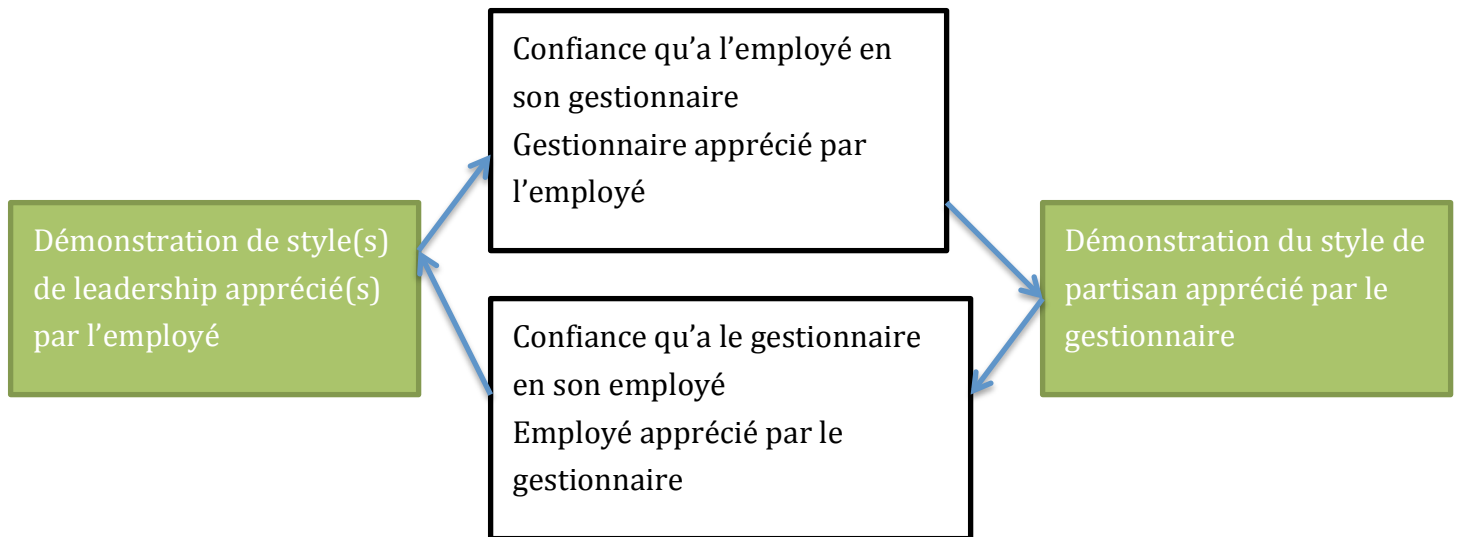 Confiance qu’a l’employé en
son gestionnaire
Gestionnaire apprécié par
l’employé
Démonstration de style(s)
de leadership apprécié(s)
par l’employé
Démonstration du style de
partisan apprécié par le
gestionnaire
Confiance qu’a le gestionnaire
en son employé
Employé apprécié par le
gestionnaire